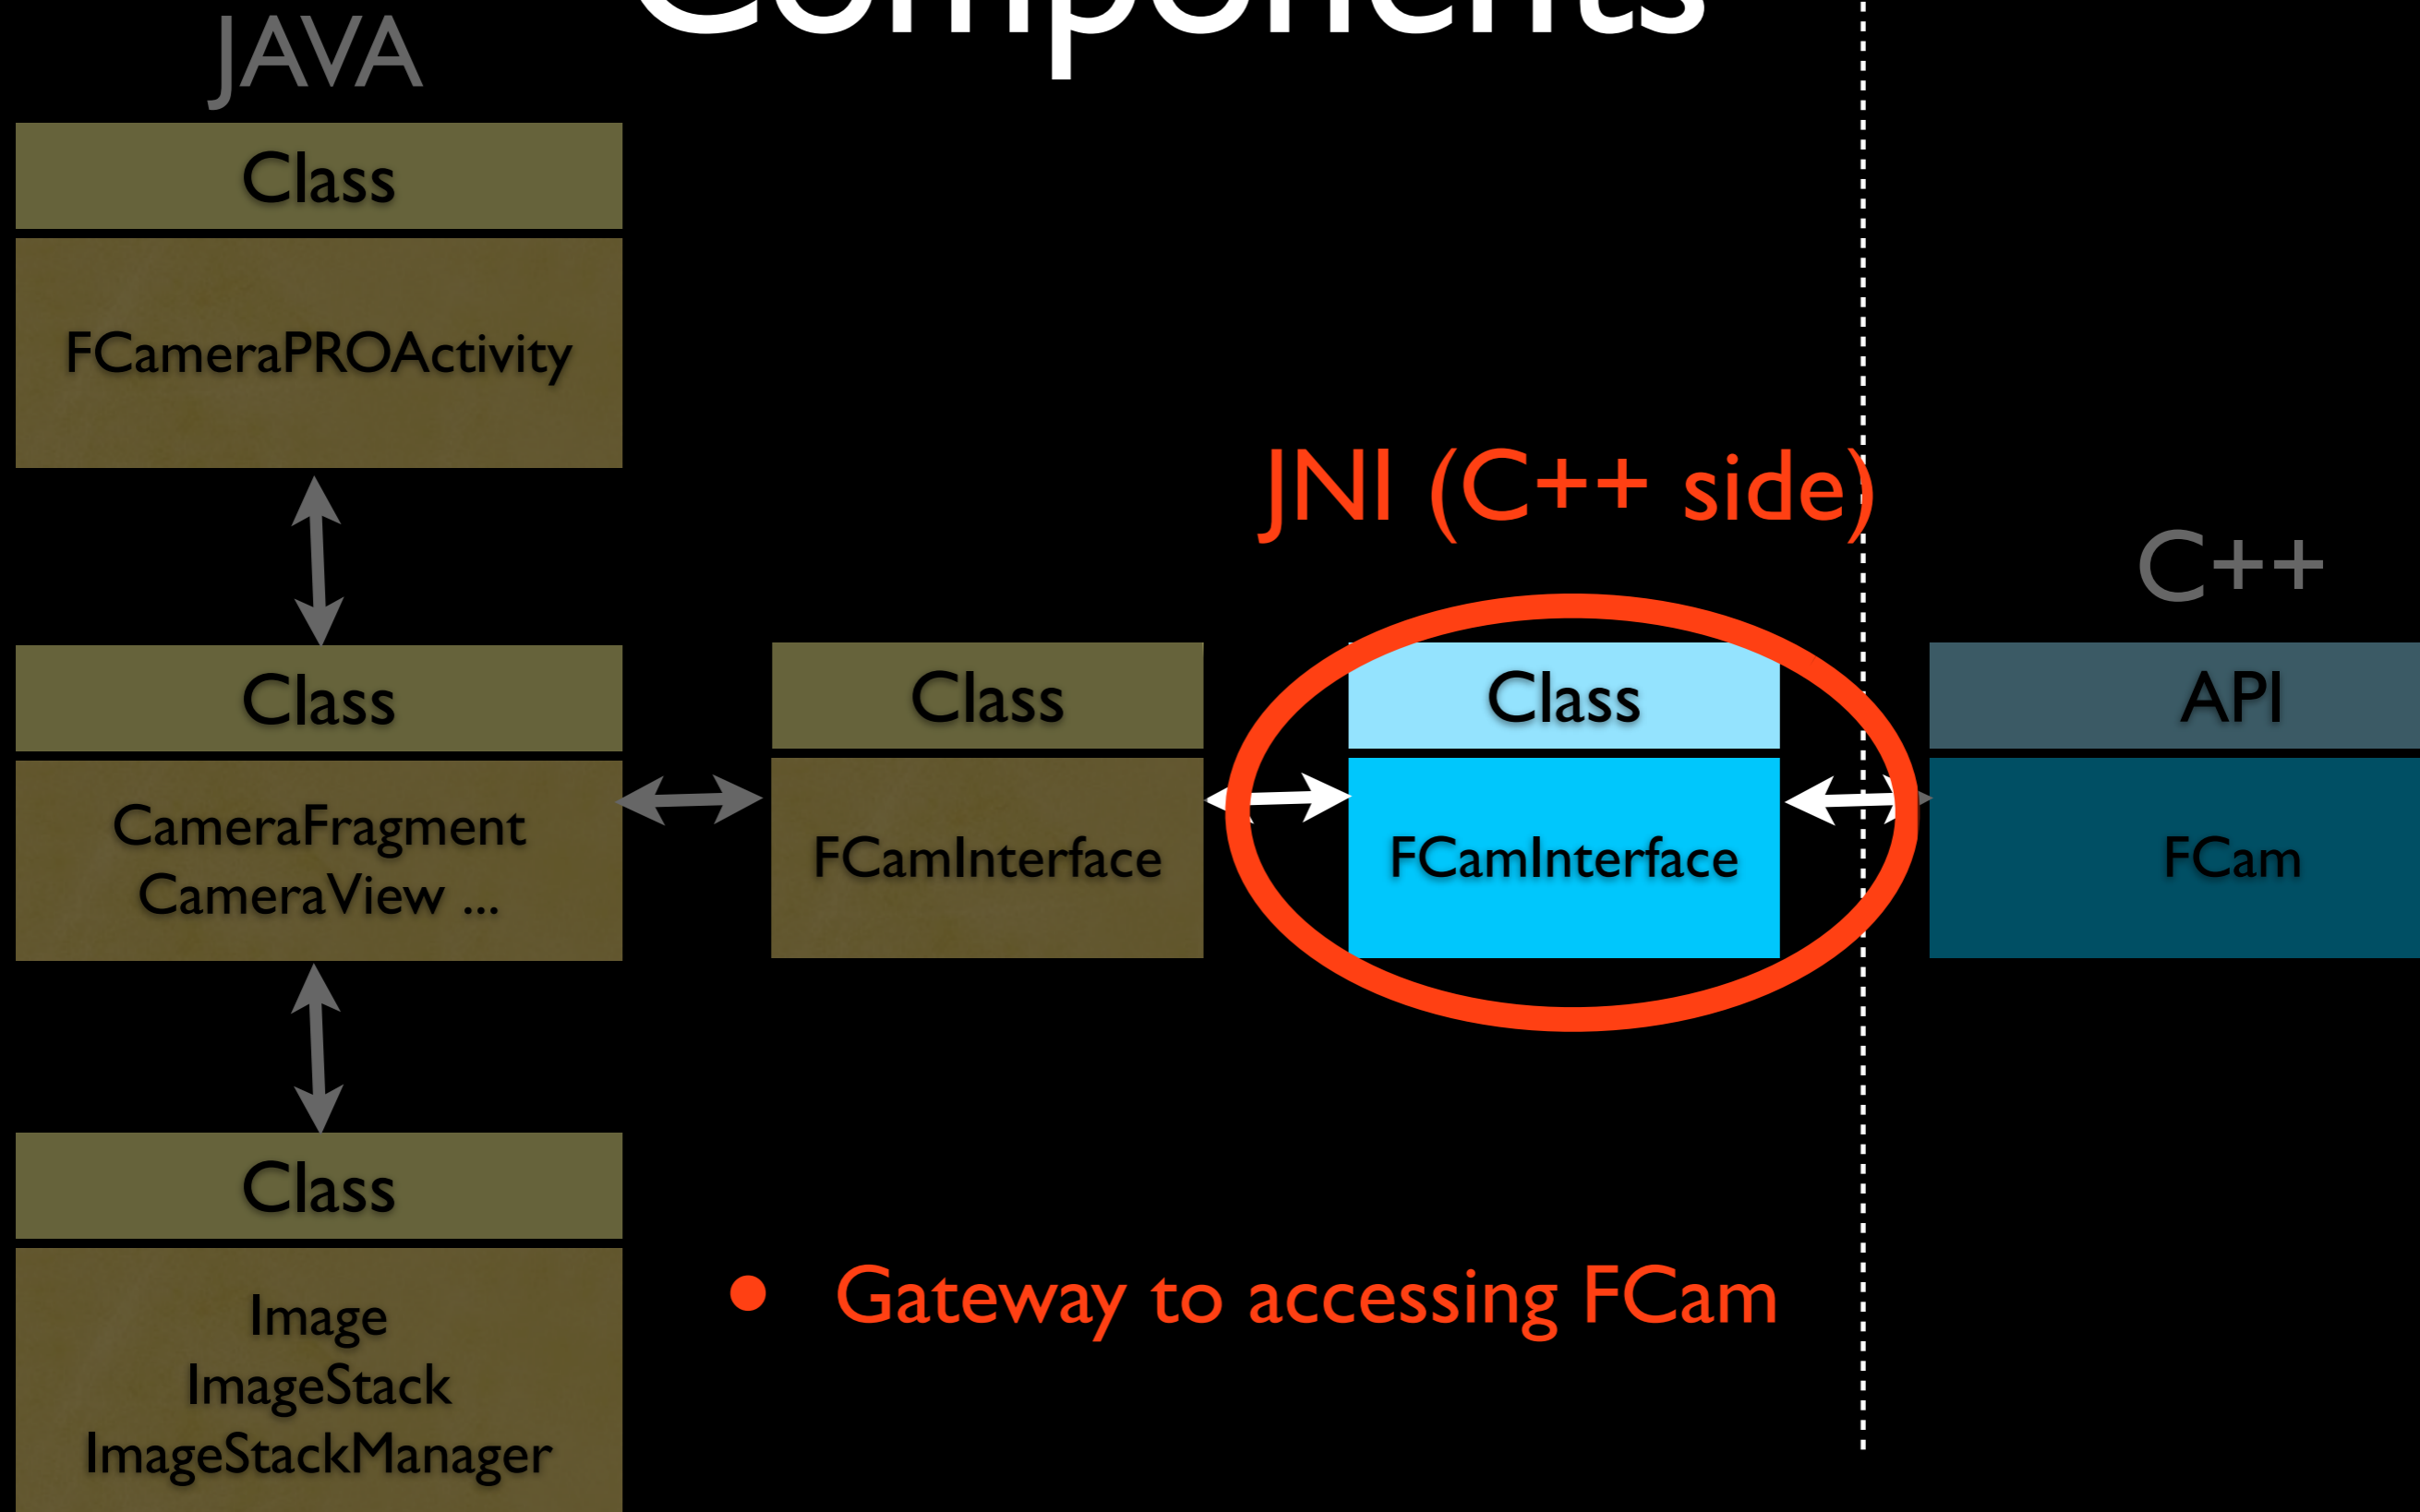 Components
JAVA
Class
FCameraPROActivity
JNI (C++ side)
C++
Class
CameraFragment
CameraView ...
Class
FCamInterface
Class
FCamInterface
API
FCam
Class
Image
ImageStack
ImageStackManager
• Gateway to accessing FCam